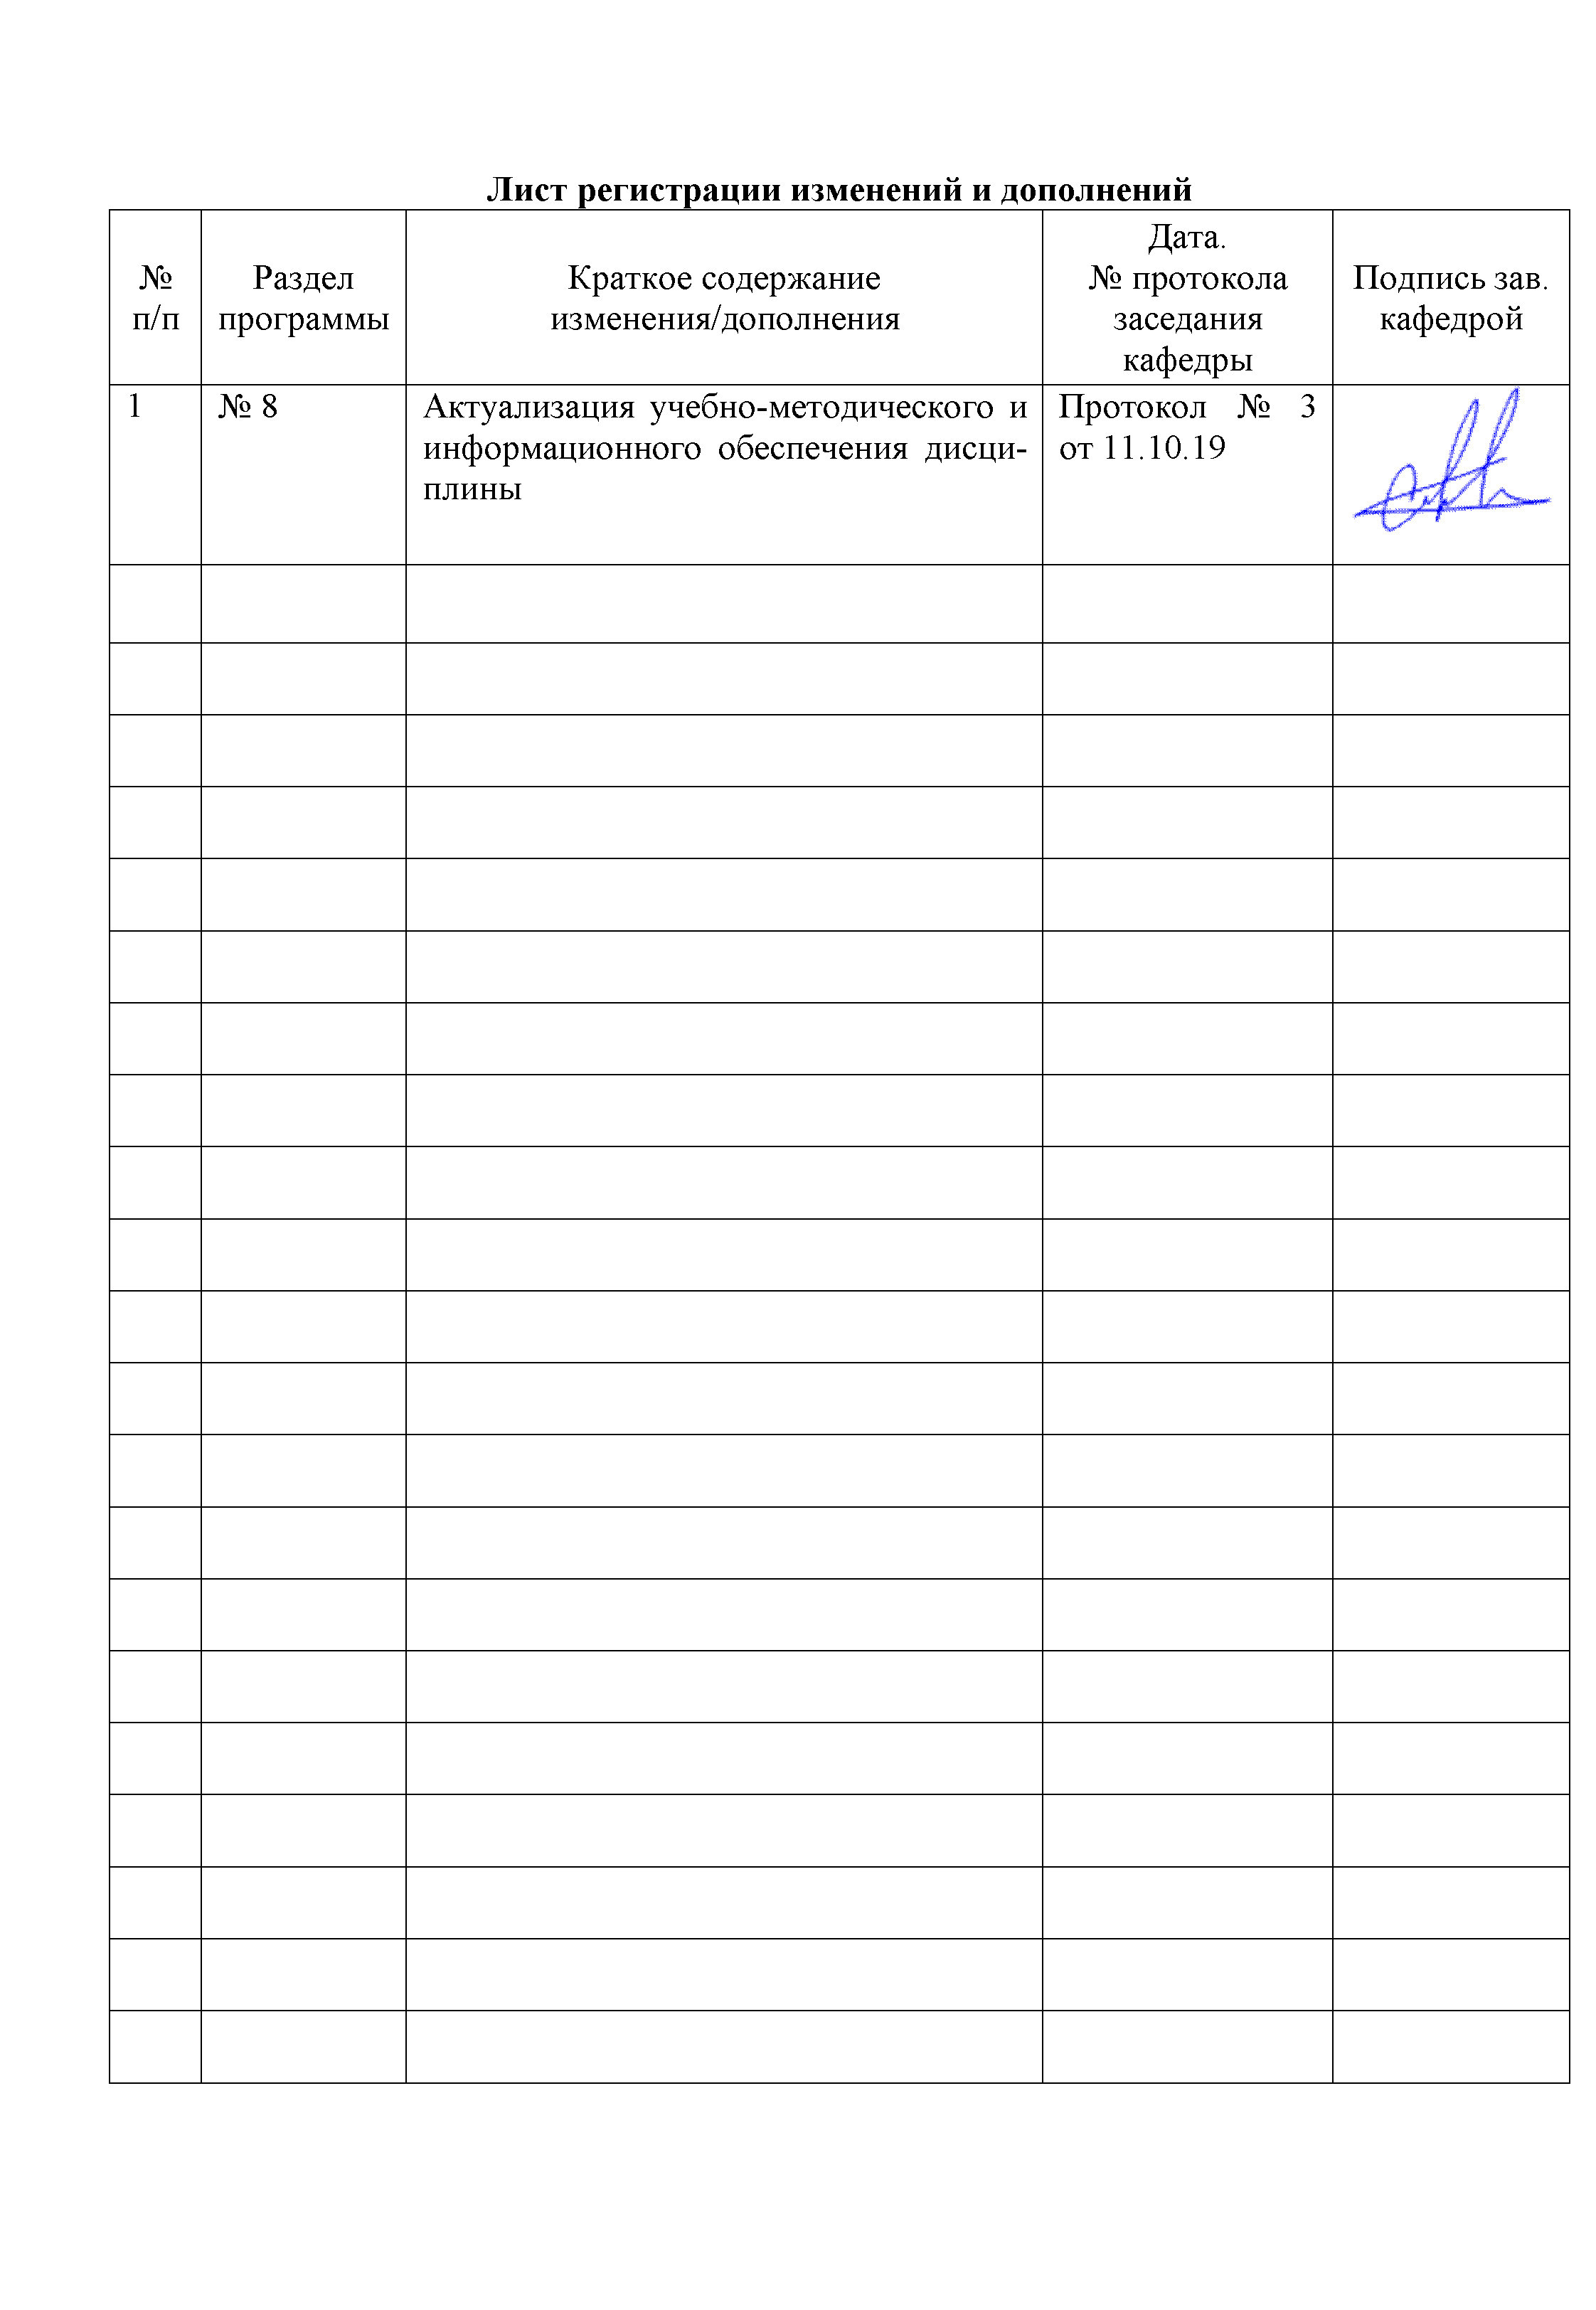 Лист регистрации изменений и дополнений
№
п/п
Раздел
программы
Краткое содержание
изменения/дополнения
Дата.
№ протокола
заседания
кафедры
Подпись зав.
кафедрой
1
№ 8
Актуализация учебно-методического и
информационного обеспечения дисци-
плины
Протокол № 3
от 11.10.19